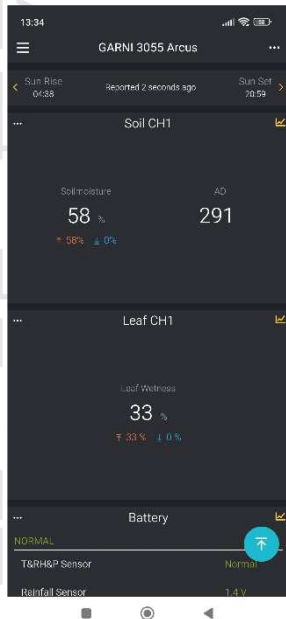 13:34
GARNI 3055 Arcus
Sun Rise
04:38
Reported 2 seconds ago
Sun Set
20:59
Soil CH1
Soilmoisture
AD
58 %
291
58% 0%
Leaf CH1
Leaf Wetness
33 %
33 % 0 %
Battery
NORMAL
T&RH&P Sensor
Normal
Rainfall Sensor
1.4 V